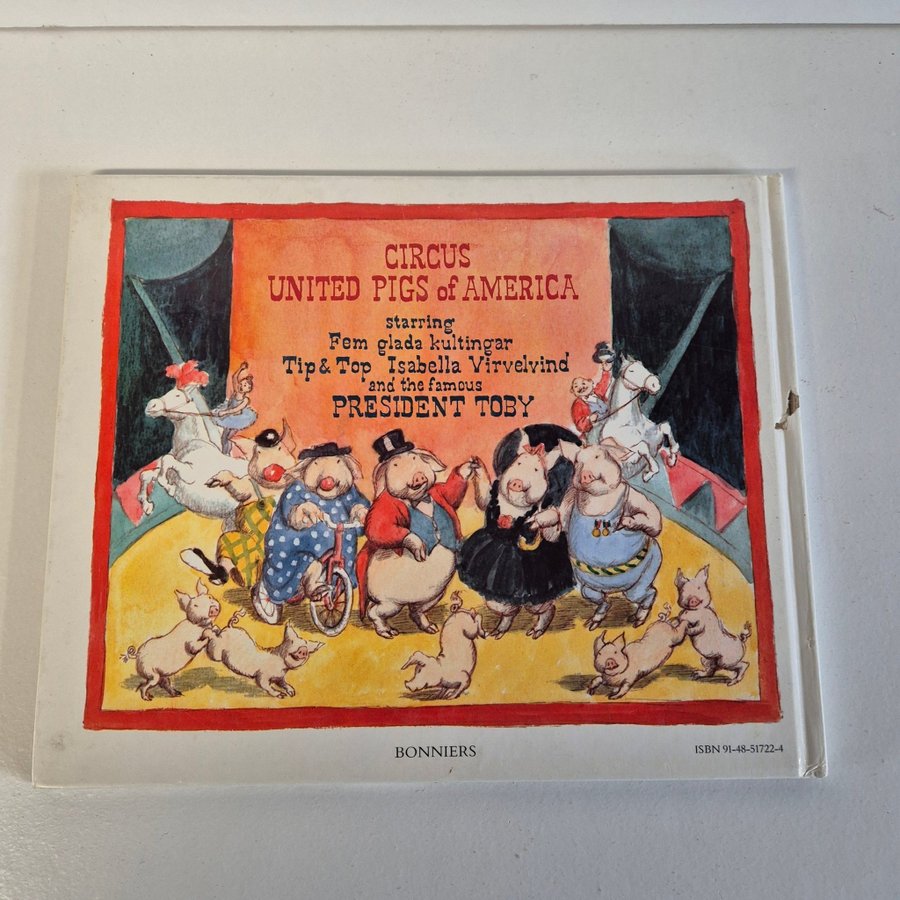 CIRCUS
UNITED PIGS of AMERICA
starring
Fem glada kultingar
Tip & Top Isabella Virvelvind
and the famous
PRESIDENT TOBY
BONNIERS
ISBN 91-48-51722-4